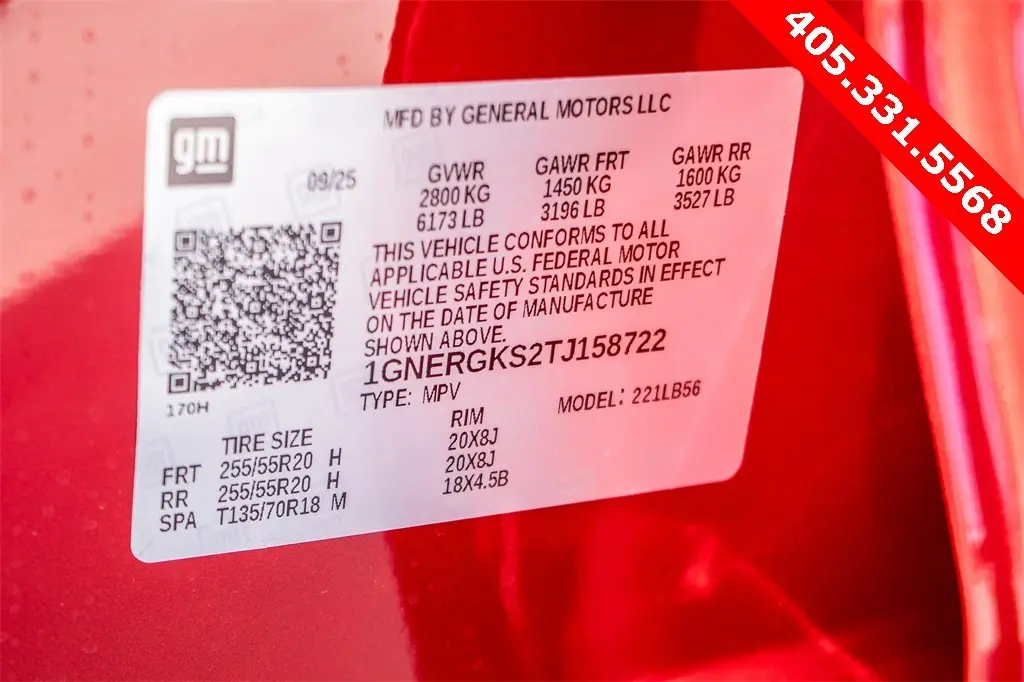 405.331.5568
MFD BY GENERAL MOTORS LLC
gm
09/25
GVWR GAWR FRT GAWR RR
2800 KG 1450 KG 1600 KG
6173 LB 3196 LB 3527 LB
THIS VEHICLE CONFORMS TO ALL
APPLICABLE U.S. FEDERAL MOTOR
VEHICLE SAFETY STANDARDS IN EFFECT
ON THE DATE OF MANUFACTURE
SHOWN ABOVE.
1GNERGKS2TJ158722
170H
TYPE: MPV MODEL: 221LB56
TIRE SIZE RIM
FRT 255/55R20 H 20X8J
RR 255/55R20 H 20X8J
SPA T135/70R18 M 18X4.5B